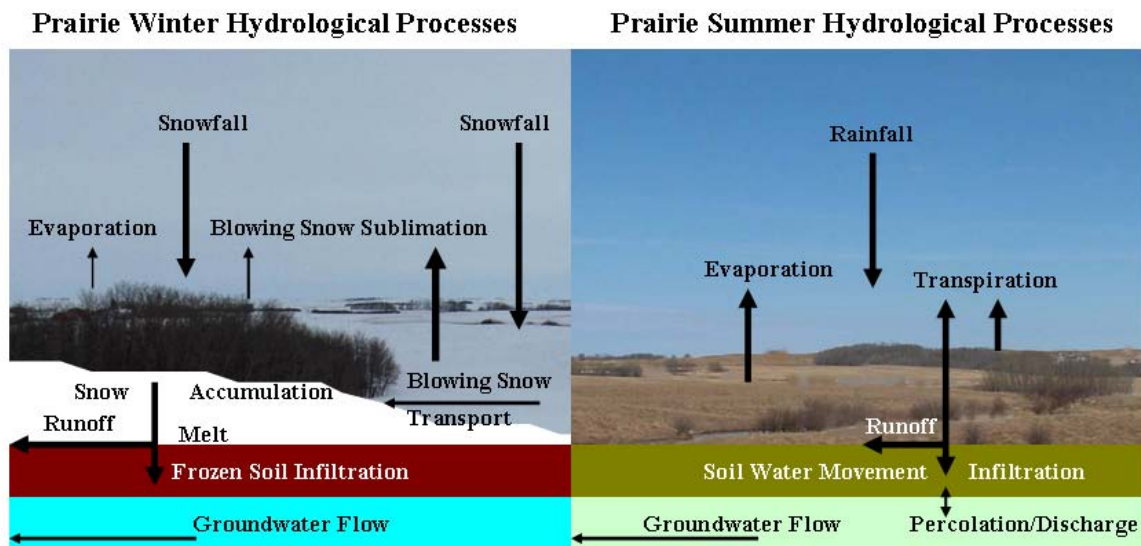 Prairie Winter Hydrological Processes
Prairie Summer Hydrological Processes
Snowfall
Snowfall
Evaporation
Blowing Snow Sublimation
Blowing Snow
Transport
Snow
Accumulation
Runoff
Melt
Frozen Soil Infiltration
Groundwater Flow
Rainfall
Evaporation
Transpiration
Runoff
Soil Water Movement
Infiltration
Groundwater Flow
Percolation/Discharge